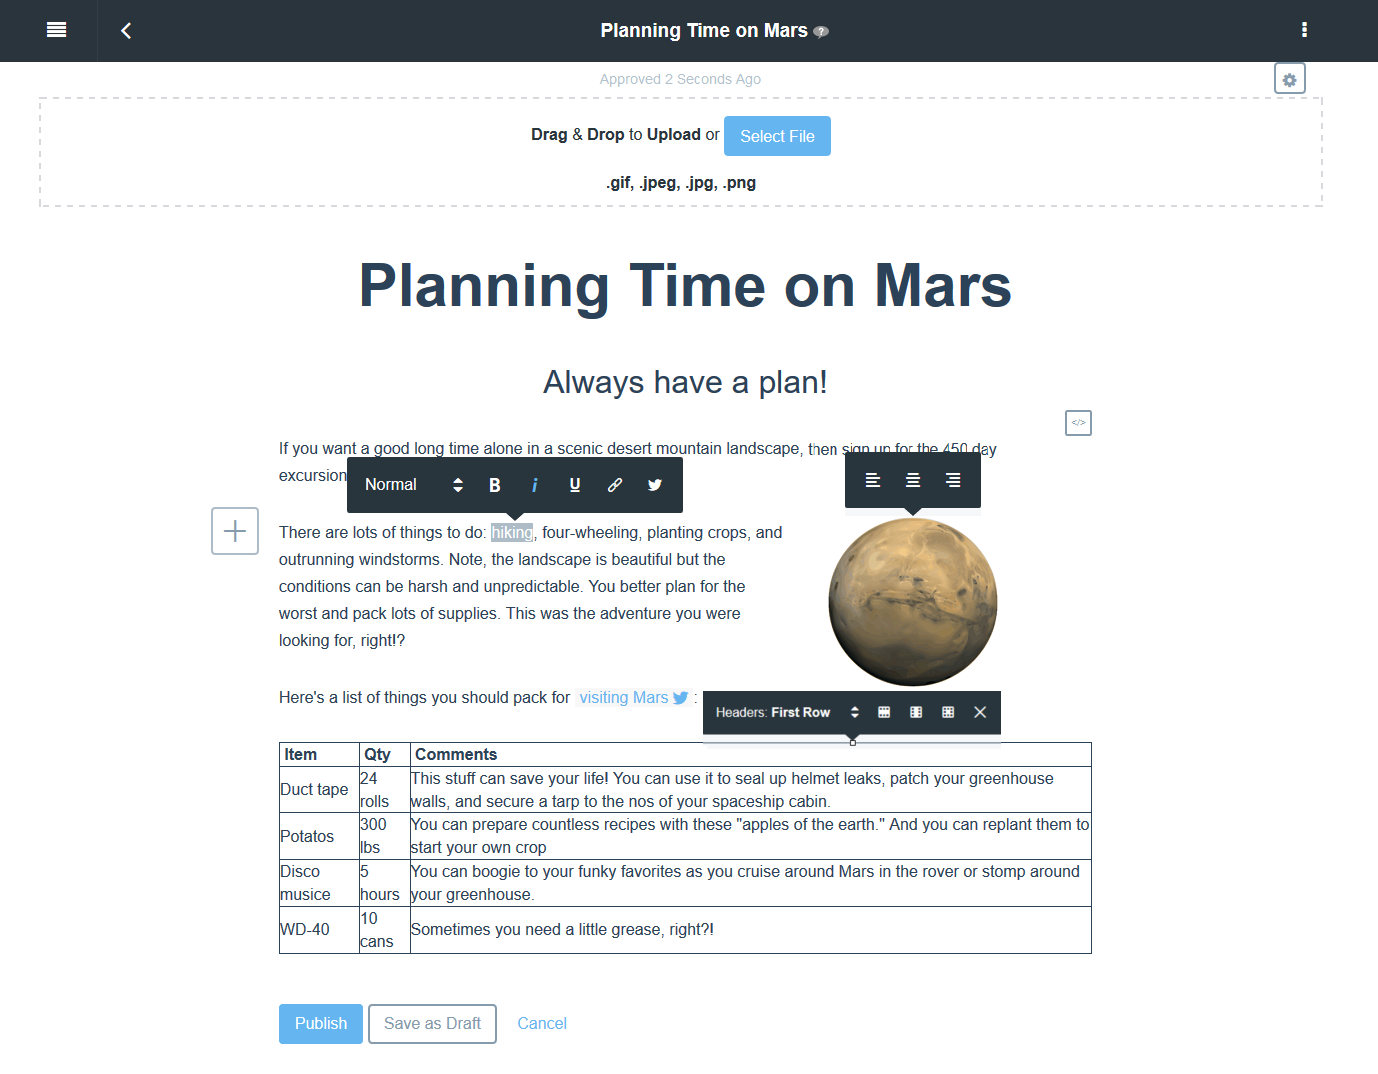 Planning Time on Mars ?
Approved 2 Seconds Ago
Drag & Drop to Upload or Select File
.gif, .jpeg, .jpg, .png
Planning Time on Mars
Always have a plan!
</>
If you want a good long time alone in a scenic desert mountain landscape, then sign up for the 450 day
excursion
Normal B i U
There are lots of things to do: hiking, four-wheeling, planting crops, and
outrunning windstorms. Note, the landscape is beautiful but the
conditions can be harsh and unpredictable. You better plan for the
worst and pack lots of supplies. This was the adventure you were
looking for, right!?
Here's a list of things you should pack for visiting Mars :
Headers: First Row
Item Qty Comments
Duct tape 24 rolls This stuff can save your life! You can use it to seal up helmet leaks, patch your greenhouse
walls, and secure a tarp to the nos of your spaceship cabin.
Potatos 300 lbs You can prepare countless recipes with these "apples of the earth." And you can replant them to
start your own crop
Disco musice 5 hours You can boogie to your funky favorites as you cruise around Mars in the rover or stomp around
your greenhouse.
WD-40 10 cans Sometimes you need a little grease, right?!
Publish Save as Draft Cancel